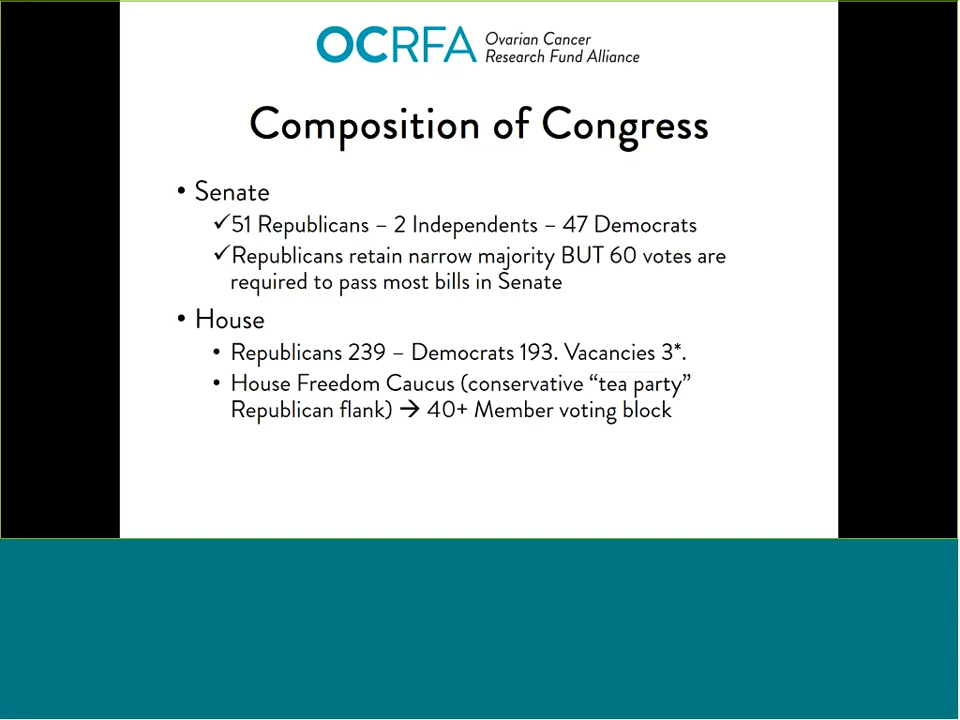 OCRFA Ovarian Cancer
Research Fund Alliance
Composition of Congress
• Senate
✓51 Republicans – 2 Independents – 47 Democrats
✓Republicans retain narrow majority BUT 60 votes are
required to pass most bills in Senate
• House
• Republicans 239 – Democrats 193. Vacancies 3*.
• House Freedom Caucus (conservative “tea party”
Republican flank) → 40+ Member voting block